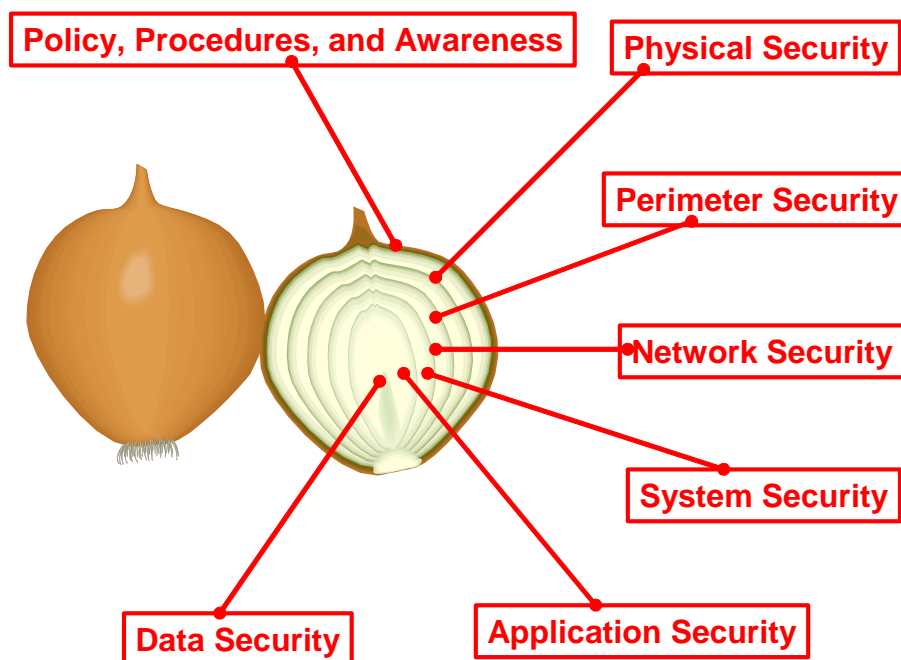 Policy, Procedures, and Awareness
Physical Security
Perimeter Security
Network Security
System Security
Application Security
Data Security